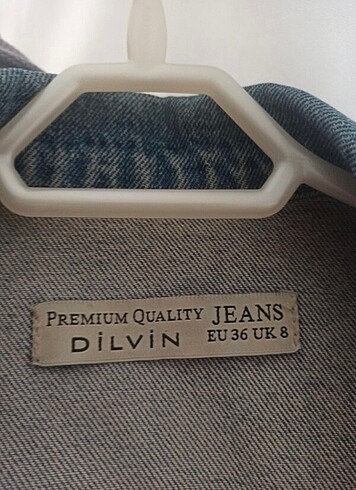 PREMIUM QUALITY JEANS
DİLVİN EU 36 UK 8